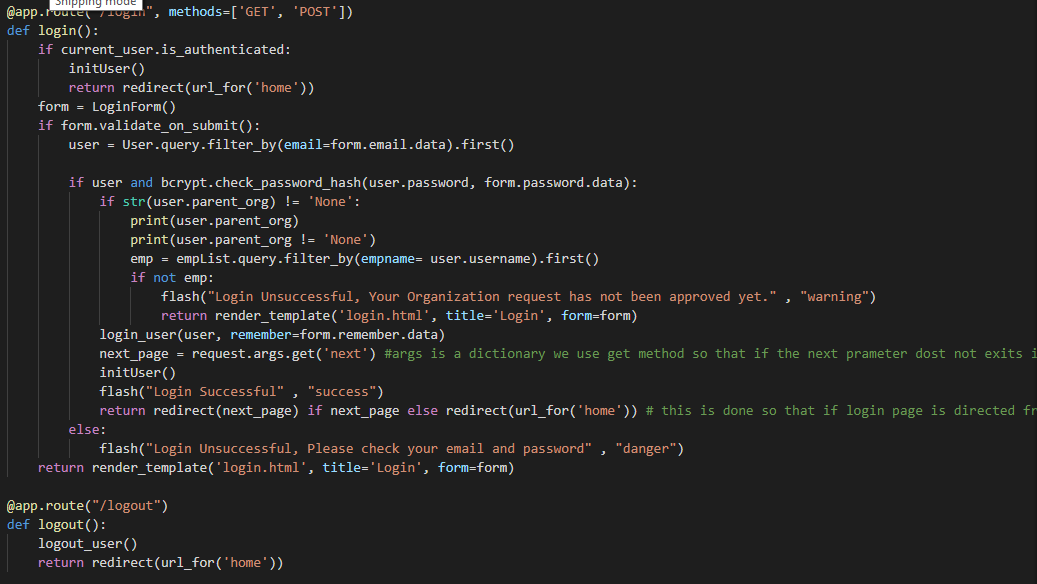 Snipping mode
@app.route("/login", methods=['GET', 'POST'])
def login():
    if current_user.is_authenticated:
        initUser()
        return redirect(url_for('home'))
    form = LoginForm()
    if form.validate_on_submit():
        user = User.query.filter_by(email=form.email.data).first()

        if user and bcrypt.check_password_hash(user.password, form.password.data):
            if str(user.parent_org) != 'None':
                print(user.parent_org)
                print(user.parent_org != 'None')
                emp = empList.query.filter_by(empname= user.username).first()
                if not emp:
                    flash("Login Unsuccessful, Your Organization request has not been approved yet." , "warning")
                    return render_template('login.html', title='Login', form=form)
            login_user(user, remember=form.remember.data)
            next_page = request.args.get('next') #args is a dictionary we use get method so that if the next prameter dost not exits i
            initUser()
            flash("Login Successful" , "success")
            return redirect(next_page) if next_page else redirect(url_for('home')) # this is done so that if login page is directed fr
        else:
            flash("Login Unsuccessful, Please check your email and password" , "danger")
    return render_template('login.html', title='Login', form=form)

@app.route("/logout")
def logout():
    logout_user()
    return redirect(url_for('home'))